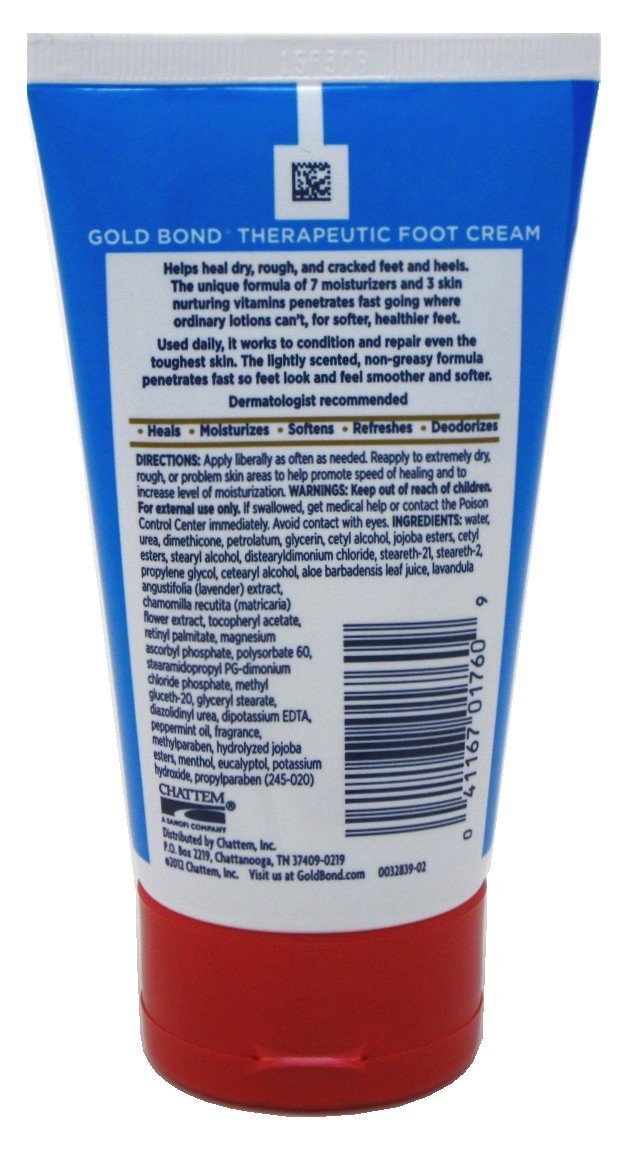 GOLD BOND THERAPEUTIC FOOT CREAM
Helps heal dry, rough, and cracked feet and heels.
The unique formula of 7 moisturizers and 3 skin
nurturing vitamins penetrates fast going where
ordinary lotions can't, for softer, healthier feet.
Used daily, it works to condition and repair even the
toughest skin. The lightly scented, non-greasy formula
penetrates fast so feet look and feel smoother and softer.
Dermatologist recommended
• Heals • Moisturizes • Softens • Refreshes • Deodorizes
DIRECTIONS: Apply liberally as often as needed. Reapply to extremely dry,
rough, or problem skin areas to help promote speed of healing and to
increase level of moisturization. WARNINGS: Keep out of reach of children.
For external use only. If swallowed, get medical help or contact the Poison
Control Center immediately. Avoid contact with eyes. INGREDIENTS: water,
urea, dimethicone, petrolatum, glycerin, cetyl alcohol, jojoba esters, cetyl
esters, stearyl alcohol, distearyldimonium chloride, steareth-21, steareth-2,
propylene glycol, cetearyl alcohol, aloe barbadensis leaf juice, lavandula
angustifolia (lavender) extract,
chamomilla recutita (matricaria)
flower extract, tocopheryl acetate,
retinyl palmitate, magnesium
ascorbyl phosphate, polysorbate 60,
stearamidopropyl PG-dimonium
chloride phosphate, methyl
gluceth-20, glyceryl stearate,
diazolidinyl urea, dipotassium EDTA,
peppermint oil, fragrance,
methylparaben, hydrolyzed jojoba
esters, menthol, eucalyptol, potassium
hydroxide, propylparaben (245-020)
0 41167 01760 9
CHATTEM®
A SANOFI COMPANY
Distributed by Chattem, Inc.
P.O. Box 2219, Chattanooga, TN 37409-0219
©2012 Chattem, Inc. Visit us at GoldBond.com 0032839-02